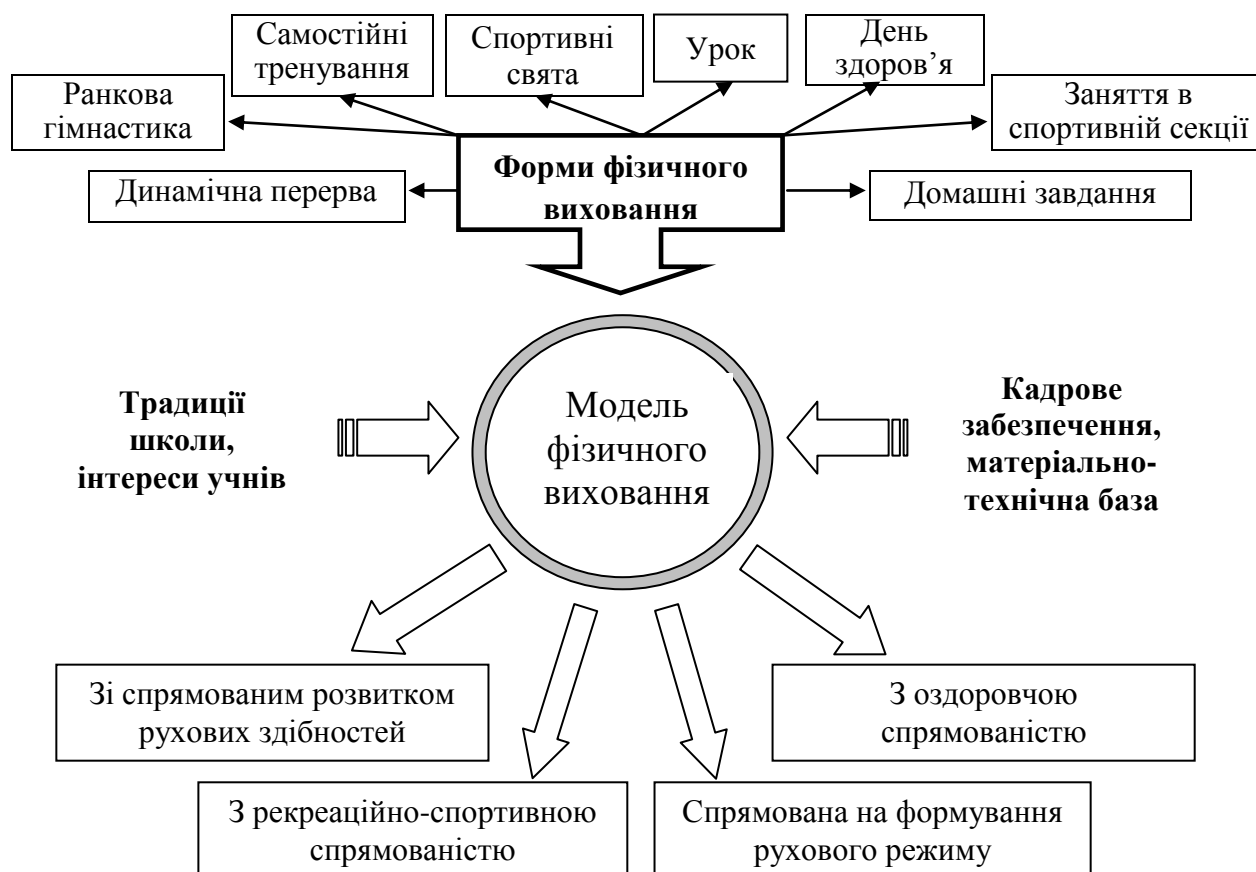 Самостійні
тренування
Спортивні
свята
Урок
День
здоров’я
Ранкова
гімнастика
Заняття в
спортивній секції
Форми фізичного
виховання
Динамічна перерва
Домашні завдання
Традиції
школи,
інтереси учнів
Модель
фізичного
виховання
Кадрове
забезпечення,
матеріально-
технічна база
Зі спрямованим розвитком
рухових здібностей
З оздоровчою
спрямованістю
З рекреаційно-спортивною
спрямованістю
Спрямована на формування
рухового режиму